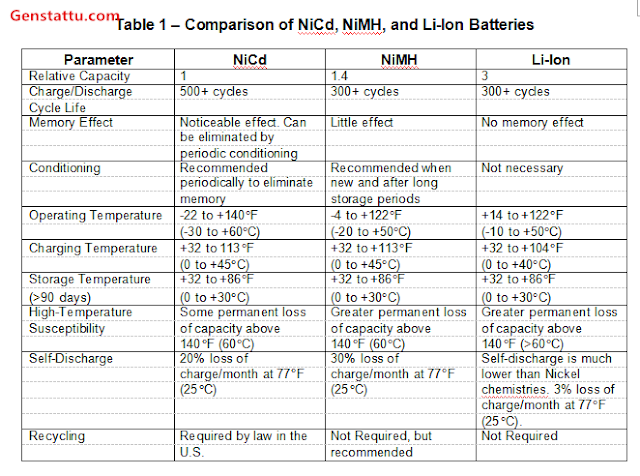 Genstattu.com
Table 1 – Comparison of NiCd, NiMH, and Li-Ion Batteries
Parameter NiCd NiMH Li-Ion
Relative Capacity 1 1.4 3
Charge/Discharge 500+ cycles 300+ cycles 300+ cycles
Cycle Life
Memory Effect Noticeable effect. Can Little effect No memory effect
be eliminated by
periodic conditioning
Conditioning Recommended Recommended when Not necessary
periodically to eliminate new and after long
memory storage periods
Operating Temperature -22 to +140°F -4 to +122°F +14 to +122°F
(-30 to +60°C) (-20 to +50°C) (-10 to +50°C)
Charging Temperature +32 to 113°F +32 to +113°F +32 to +104°F
(0 to +45°C) (0 to +45°C) (0 to +40°C)
Storage Temperature +32 to +86°F +32 to +86°F +32 to +86°F
(>90 days) (0 to +30°C) (0 to +30°C) (0 to +30°C)
High-Temperature Some permanent loss Greater permanent loss Greater permanent loss
Susceptibility of capacity above of capacity above of capacity above
140°F (60°C) 140°F (60°C) 140°F (>60°C)
Self-Discharge 20% loss of 30% loss of Self-discharge is much
charge/month at 77°F charge/month at 77°F lower than Nickel
(25°C) (25°C) chemistries. 3% loss of
charge/month at 77°F
(25°C).
Recycling Required by law in the Not Required, but Not Required
U.S. recommended